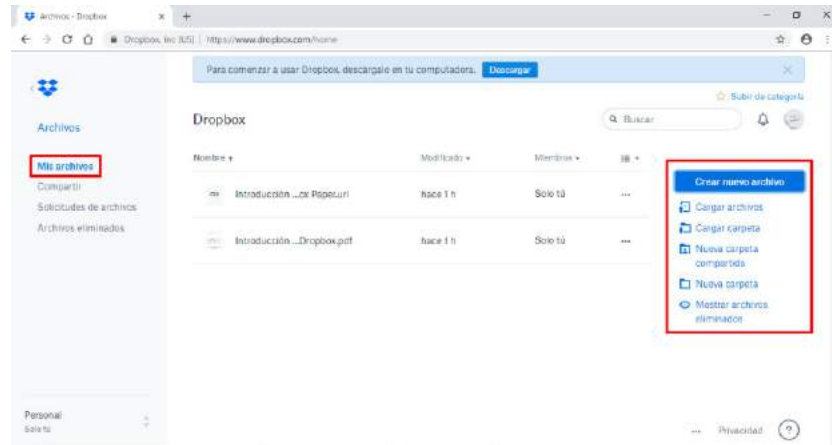 Archivos - Dropbox
Dropbox, Inc [US] | https://www.dropbox.com/home
Para comenzar a usar Dropbox, descárgalo en tu computadora. Descargar
Subir de categoría
Archivos
Dropbox
Buscar
Mis archivos
Compartir
Solicitudes de archivos
Archivos eliminados
Nombre
Modificado
Miembros
Introducción ...ox Paper.url
hace 1 h
Solo tú
Introducción ...Dropbox.pdf
hace 1 h
Solo tú
Crear nuevo archivo
Cargar archivos
Cargar carpeta
Nueva carpeta
compartida
Nueva carpeta
Mostrar archivos
eliminados
Personal
Solo tú
Privacidad
?